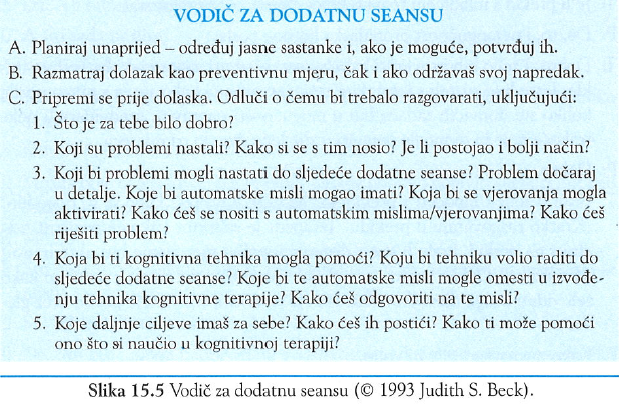 VODIČ ZA DODATNU SEANSU
A. Planiraj unaprijed – određuj jasne sastanke i, ako je moguće, potvrđuj ih.
B. Razmatraj dolazak kao preventivnu mjeru, čak i ako održavaš svoj napredak.
C. Pripremi se prije dolaska. Odluči o čemu bi trebalo razgovarati, uključujući:
1. Što je za tebe bilo dobro?
2. Koji su problemi nastali? Kako si se s tim nosio? Je li postojao i bolji način?
3. Koji bi problemi mogli nastati do sljedeće dodatne seanse? Problem dočaraj
u detalje. Koje bi automatske misli mogao imati? Koja bi se vjerovanja mogla
aktivirati? Kako ćeš se nositi s automatskim mislima/vjerovanjima? Kako ćeš
riješiti problem?
4. Koja bi ti kognitivna tehnika mogla pomoći? Koju bi tehniku volio raditi do
sljedeće dodatne seanse? Koje bi te automatske misli mogle omesti u izvođe-
nju tehnika kognitivne terapije? Kako ćeš odgovoriti na te misli?
5. Koje daljnje ciljeve imaš za sebe? Kako ćeš ih postići? Kako ti može pomoći
ono što si naučio u kognitivnoj terapiji?
Slika 15.5 Vodič za dodatnu seansu (© 1993 Judith S. Beck).